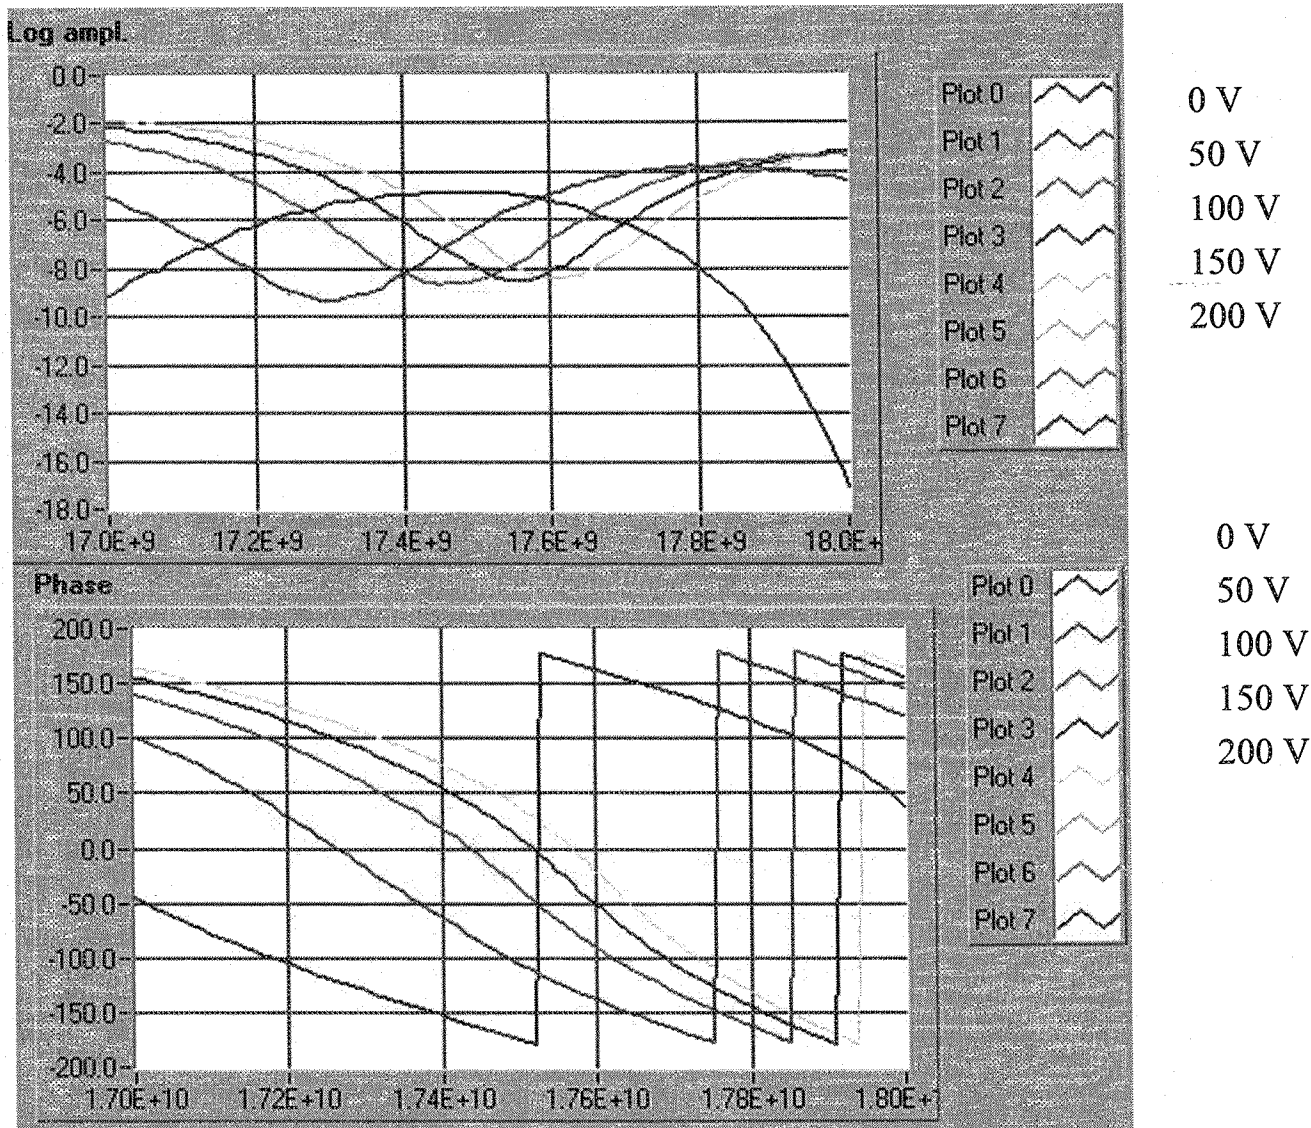 Log ampl.
0.0
-2.0
-4.0
-6.0
-8.0
-10.0
-12.0
-14.0
-16.0
-18.0
17.0E+9 17.2E+9 17.4E+9 17.6E+9 17.8E+9 18.0E+
Plot 0
Plot 1
Plot 2
Plot 3
Plot 4
Plot 5
Plot 6
Plot 7
0 V
50 V
100 V
150 V
200 V
Phase
200.0
150.0
100.0
50.0
0.0
-50.0
-100.0
-150.0
-200.0
1.70E+10 1.72E+10 1.74E+10 1.76E+10 1.78E+10 1.80E+
Plot 0
Plot 1
Plot 2
Plot 3
Plot 4
Plot 5
Plot 6
Plot 7
0 V
50 V
100 V
150 V
200 V